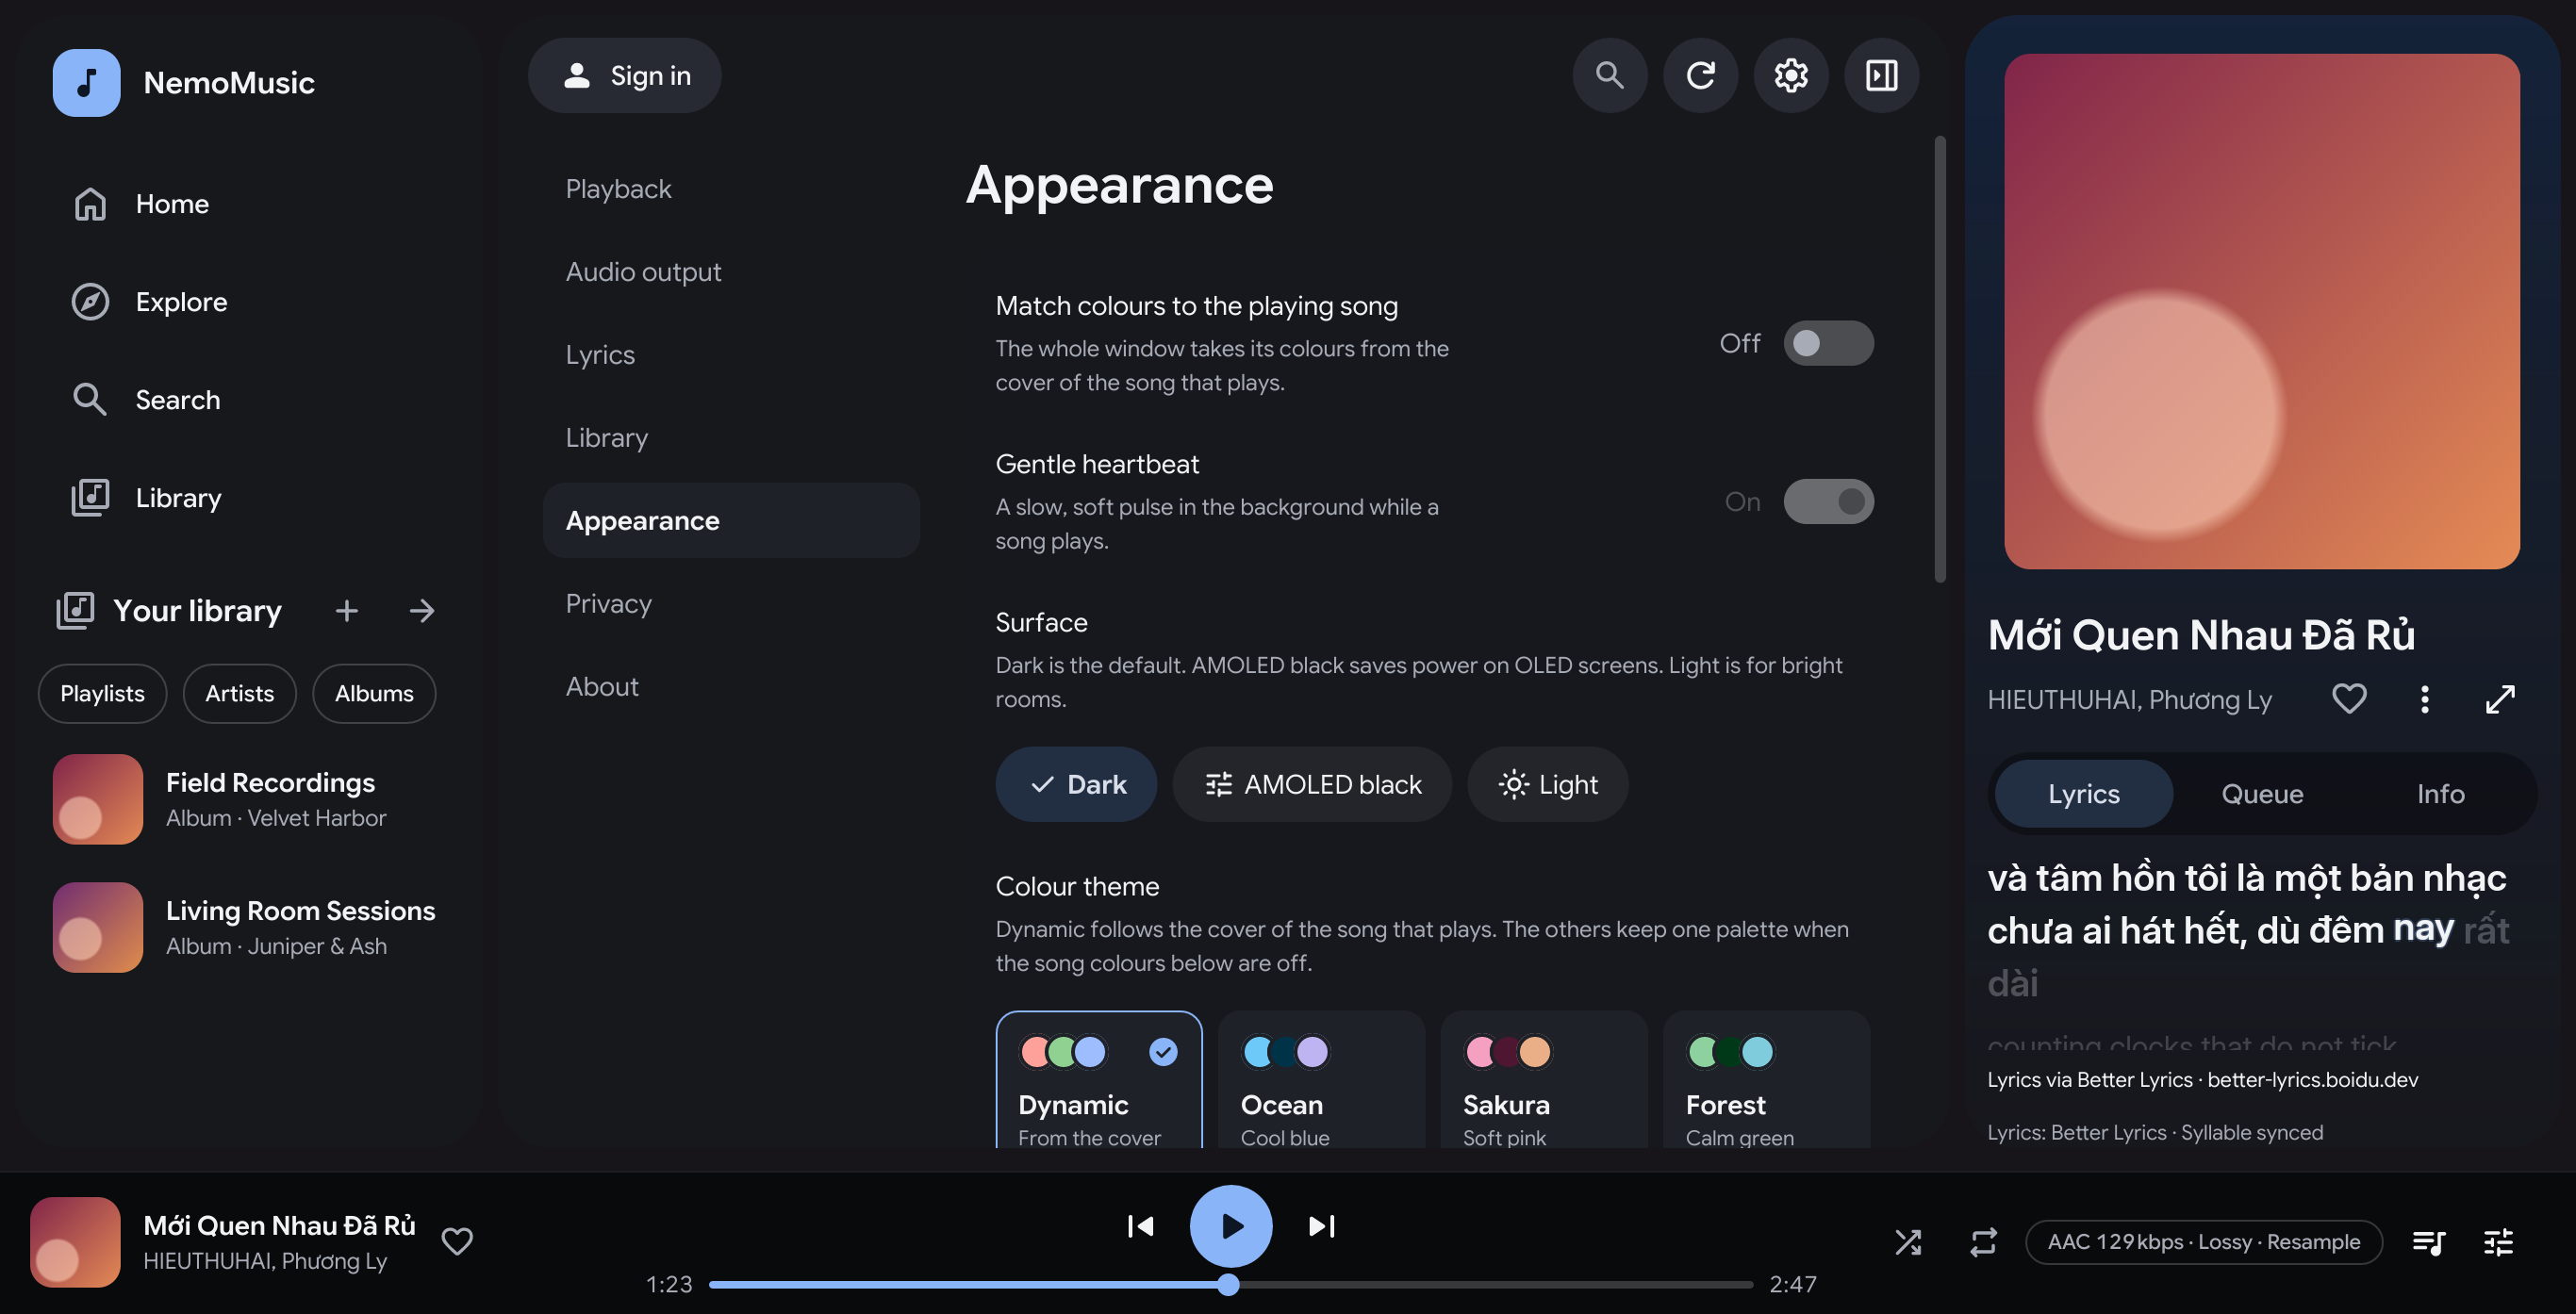 NemoMusic
Home
Explore
Search
Library
Your library
Playlists
Artists
Albums
Field Recordings
Album · Velvet Harbor
Living Room Sessions
Album · Juniper & Ash
Sign in
Playback
Audio output
Lyrics
Library
Appearance
Privacy
About
Appearance
Match colours to the playing song
The whole window takes its colours from the
cover of the song that plays.
Off
Gentle heartbeat
A slow, soft pulse in the background while a
song plays.
On
Surface
Dark is the default. AMOLED black saves power on OLED screens. Light is for bright
rooms.
Dark
AMOLED black
Light
Colour theme
Dynamic follows the cover of the song that plays. The others keep one palette when
the song colours below are off.
Dynamic
From the cover
Ocean
Cool blue
Sakura
Soft pink
Forest
Calm green
Mới Quen Nhau Đã Rủ
HIEUTHUHAI, Phương Ly
Lyrics
Queue
Info
và tâm hồn tôi là một bản nhạc
chưa ai hát hết, dù đêm nay rất
dài
counting clocks that do not tick
Lyrics via Better Lyrics · better-lyrics.boidu.dev
Lyrics: Better Lyrics · Syllable synced
Mới Quen Nhau Đã Rủ
HIEUTHUHAI, Phương Ly
1:23
2:47
AAC 129 kbps · Lossy · Resample